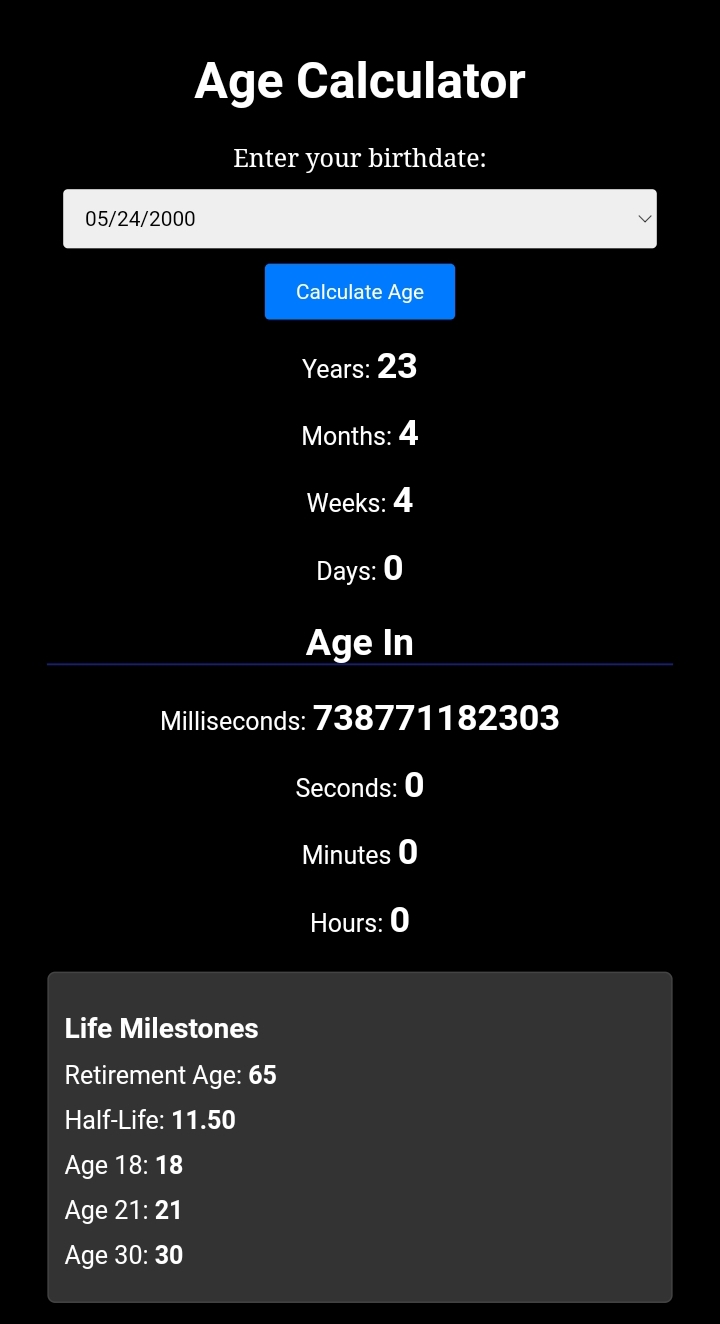 Age Calculator
Enter your birthdate:
05/24/2000
Calculate Age
Years: 23
Months: 4
Weeks: 4
Days: 0
Age In
Milliseconds: 738771182303
Seconds: 0
Minutes 0
Hours: 0
Life Milestones
Retirement Age: 65
Half-Life: 11.50
Age 18: 18
Age 21: 21
Age 30: 30